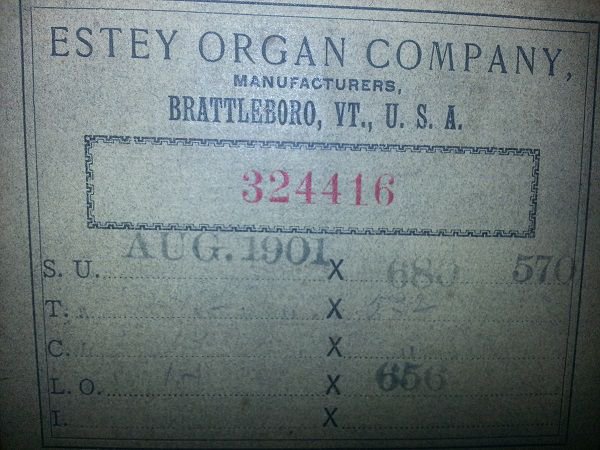 ESTEY ORGAN COMPANY,
MANUFACTURERS,
BRATTLEBORO, VT., U. S. A.
324416
AUG. 1901
S. U. X 680 570
T. X
C. X
L. O. X 656
I. X